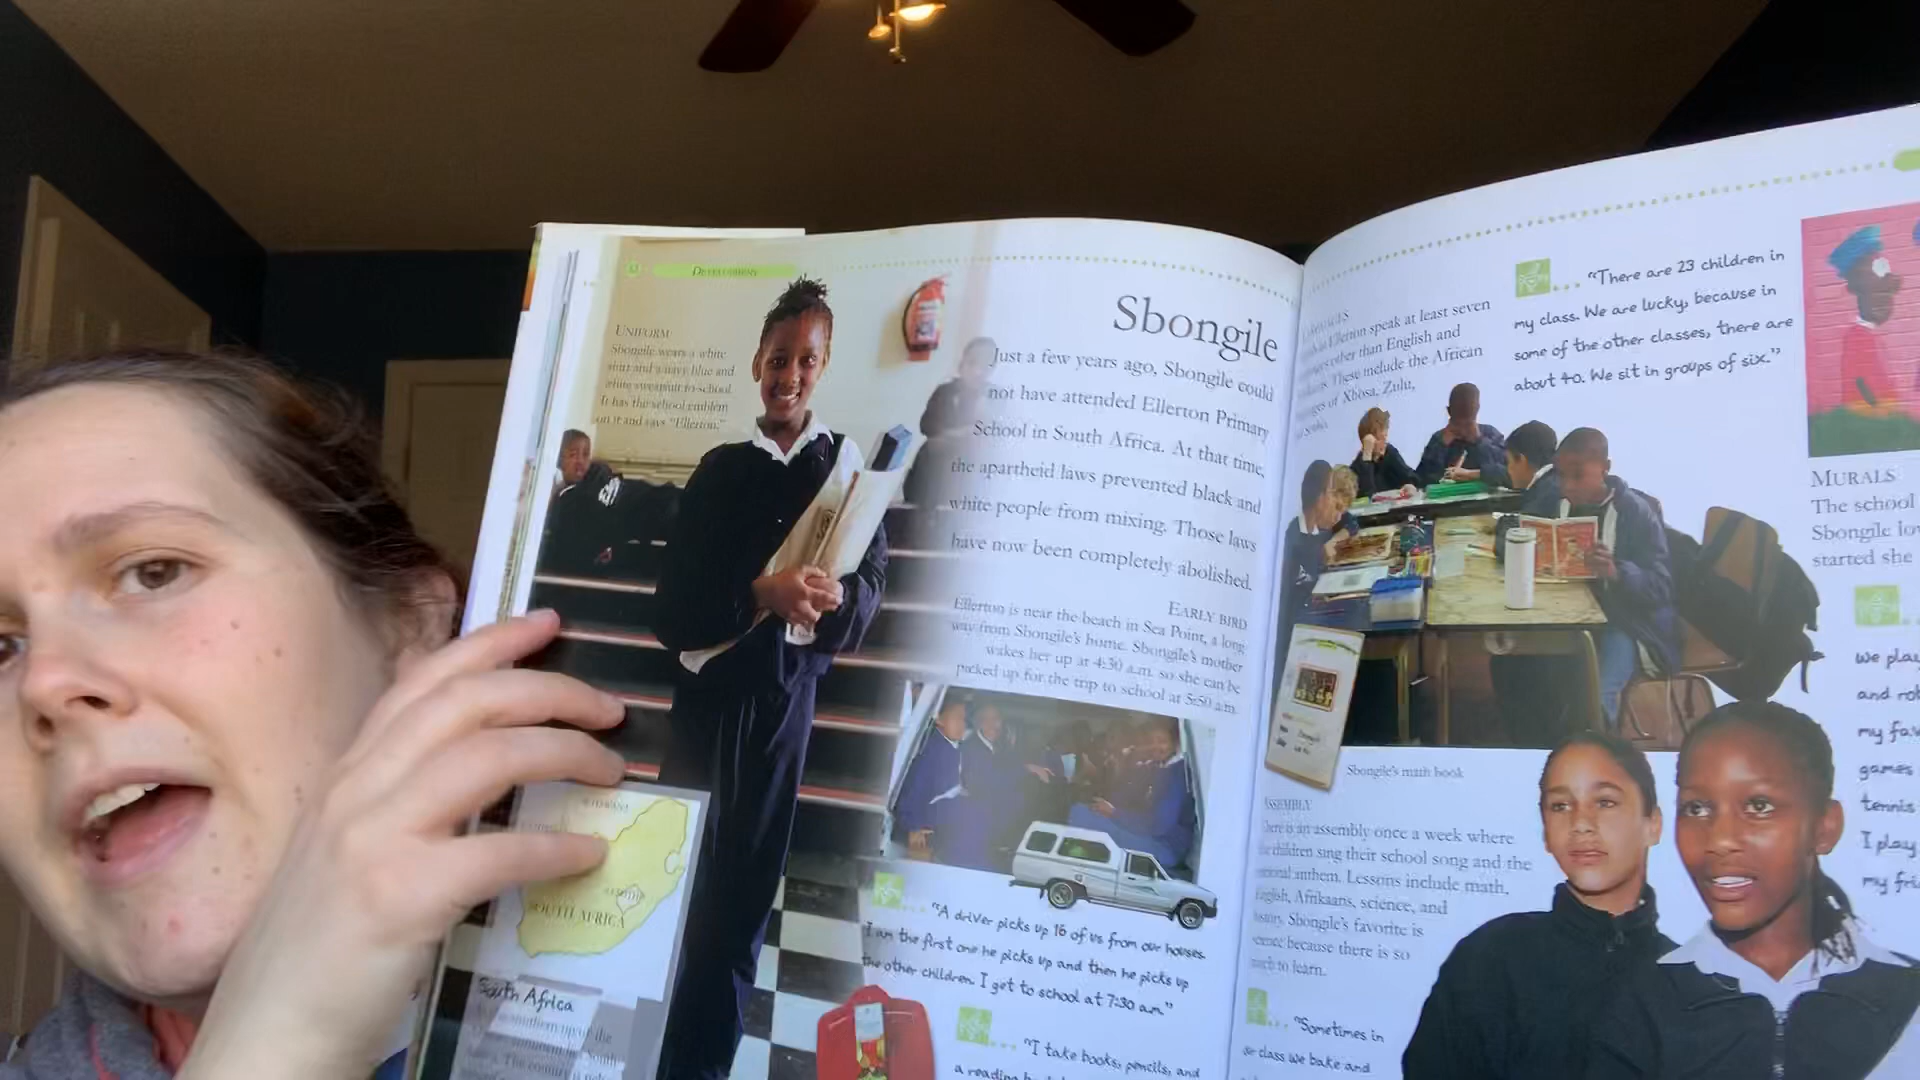 DEVELOPMENT
UNIFORM
Sbongile wears a white
shirt and a navy blue and
white sweatsuit to school.
It has the school emblem
on it and says "Ellerton."
Sbongile
Just a few years ago, Sbongile could
not have attended Ellerton Primary
School in South Africa. At that time,
the apartheid laws prevented black and
white people from mixing. Those laws
have now been completely abolished.
EARLY BIRD
Ellerton is near the beach in Sea Point, a long
way from Sbongile's home. Sbongile's mother
wakes her up at 4:30 a.m. so she can be
picked up for the trip to school at 5:50 a.m.
"A driver picks up 16 of us from our houses.
I am the first one he picks up and then he picks up
the other children. I get to school at 7:30 a.m."
"I take books, pencils, and
a reading
SOUTH AFRICA
South Africa
Ellerton speak at least seven
other than English and
These include the African
of Xhosa, Zulu,
"There are 23 children in
my class. We are lucky, because in
some of the other classes, there are
about 40. We sit in groups of six."
Sbongile's math book
ASSEMBLY
There is an assembly once a week where
the children sing their school song and the
national anthem. Lessons include math,
English, Afrikaans, science, and
history. Sbongile's favorite is
science because there is so
much to learn.
"Sometimes in
our class we bake and
MURALS
The school
Sbongile
started she
We play
and
my
games
tennis
I play
my